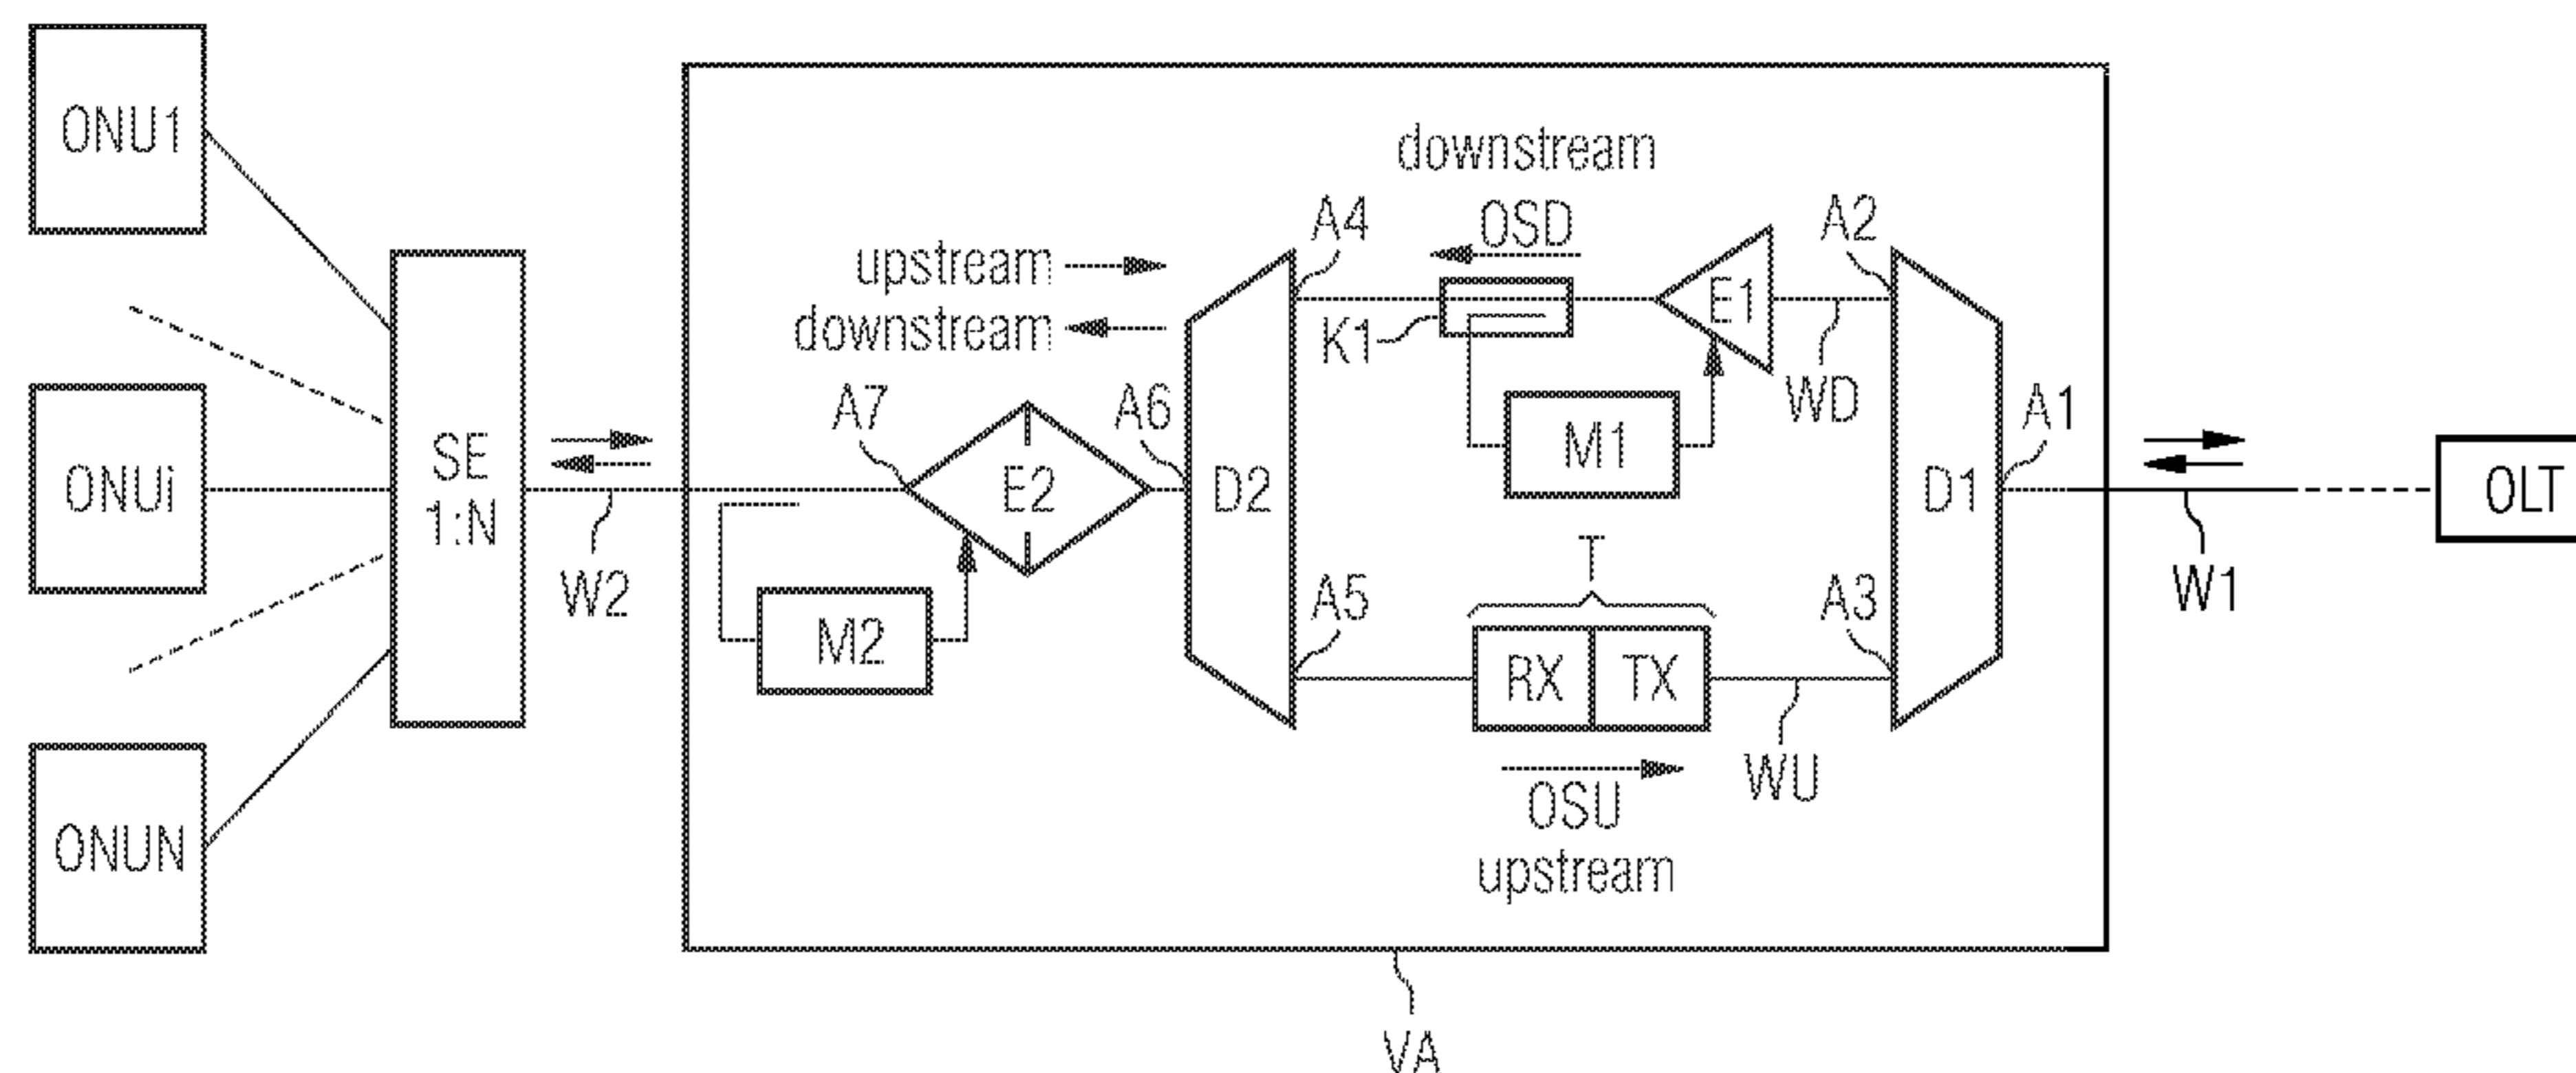 ONU1
ONUi
ONUN
SE
1:N
W2
upstream
downstream
A7
E2
A6
M2
D2
downstream
OSD
A4
K1
E1
M1
A2
WD
A5
T
RX
TX
OSU
upstream
A3
WU
D1
A1
W1
OLT
VA